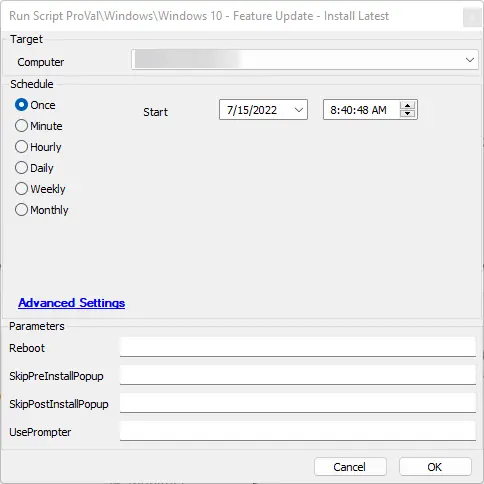 Run Script ProVal\Windows\Windows 10 - Feature Update - Install Latest
Target
Computer
Schedule
Once
Start
7/15/2022
8:40:48 AM
Minute
Hourly
Daily
Weekly
Monthly
Advanced Settings
Parameters
Reboot
SkipPreInstallPopup
SkipPostInstallPopup
UsePrompter
Cancel
OK